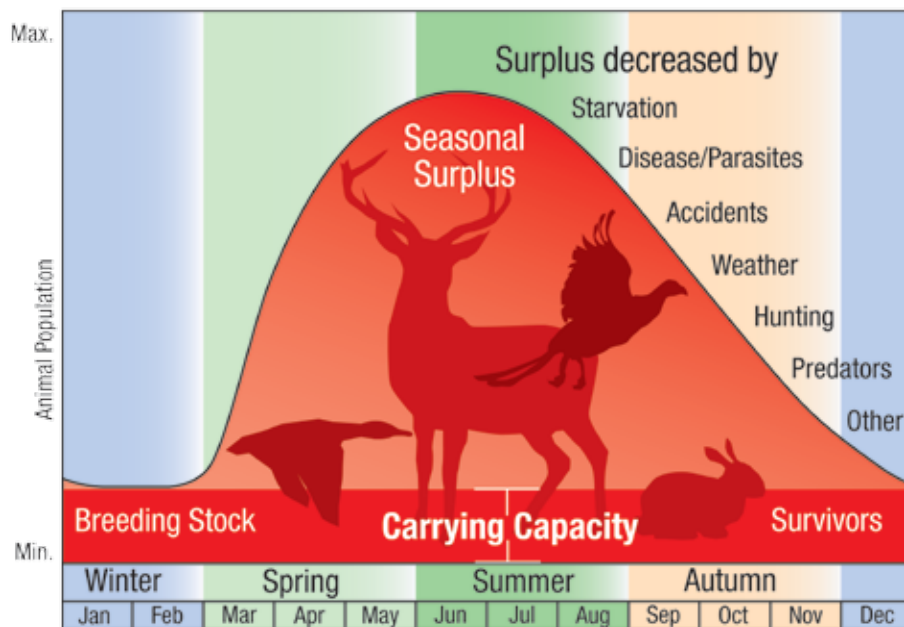 Max.
Surplus decreased by
Starvation
Seasonal
Surplus
Disease/Parasites
Accidents
Weather
Hunting
Predators
Other
Animal Population
Breeding Stock
Carrying Capacity
Survivors
Min.
Winter Spring Summer Autumn
Jan Feb Mar Apr May Jun Jul Aug Sep Oct Nov Dec